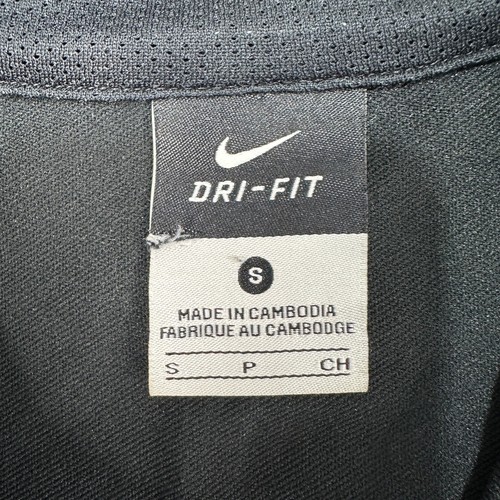 DRI-FIT
S
MADE IN CAMBODIA
FABRIQUE AU CAMBODGE
S P CH